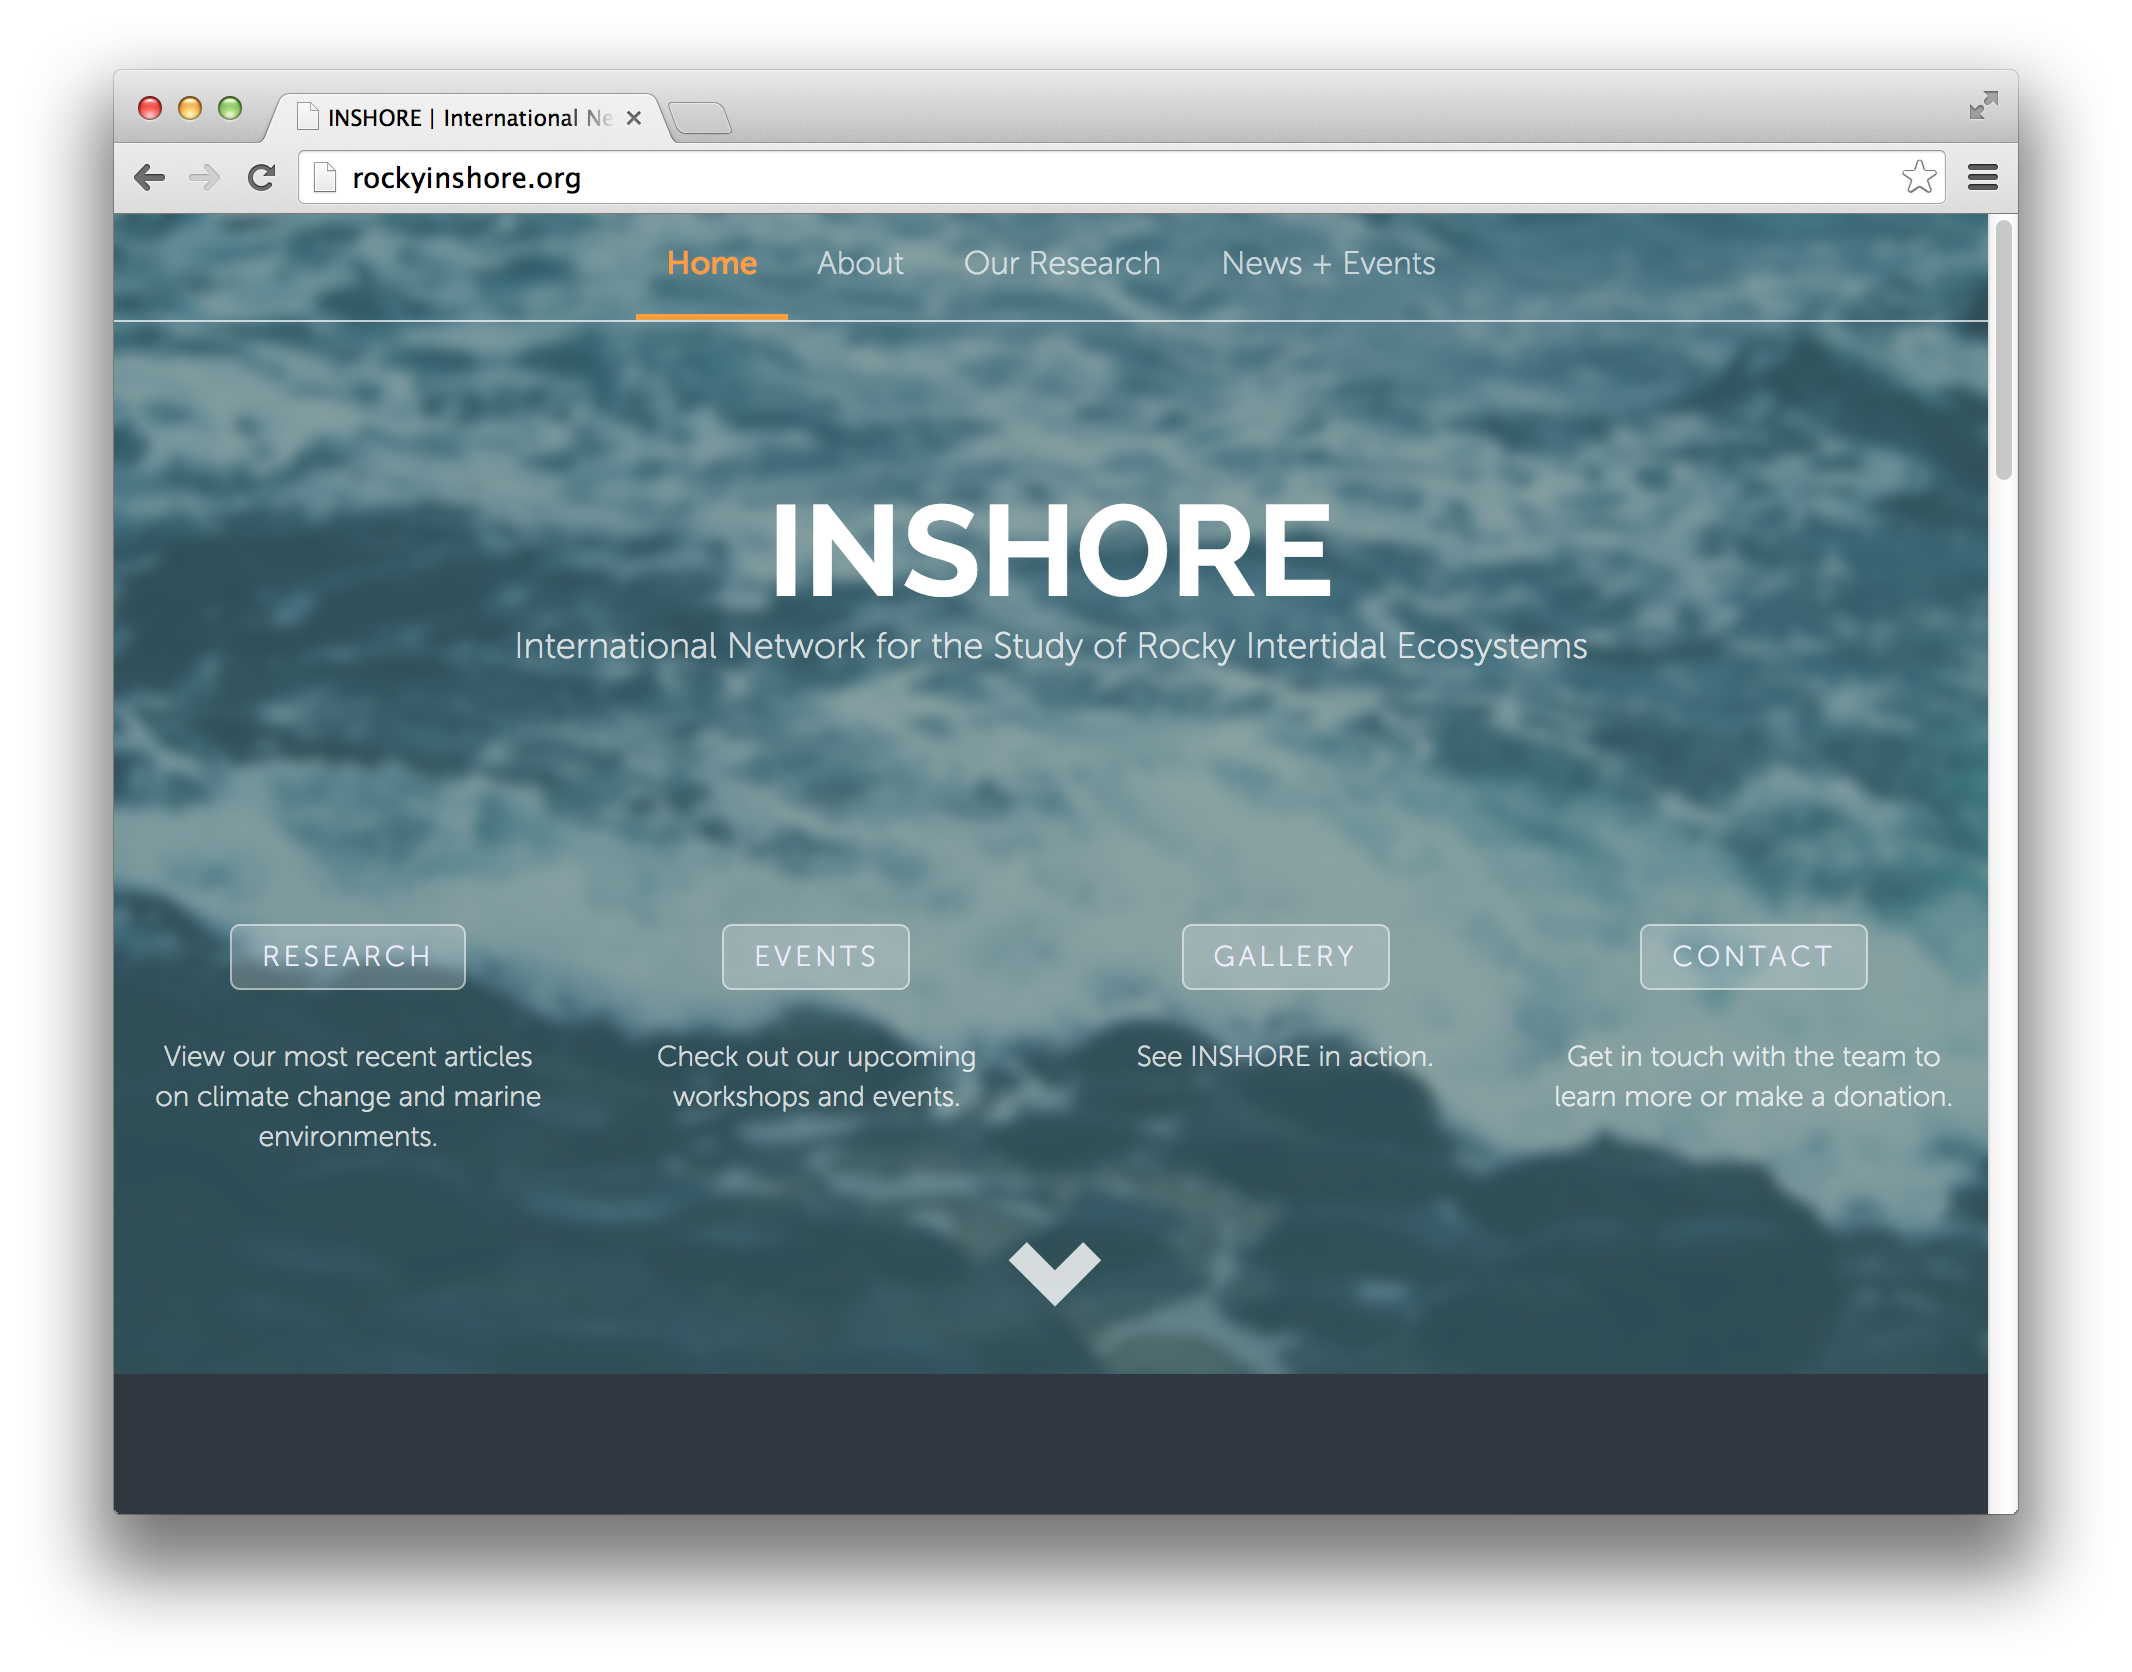 INSHORE | International Ne
rockyinshore.org
Home About Our Research News + Events
INSHORE
International Network for the Study of Rocky Intertidal Ecosystems
RESEARCH
View our most recent articles
on climate change and marine
environments.
EVENTS
Check out our upcoming
workshops and events.
GALLERY
See INSHORE in action.
CONTACT
Get in touch with the team to
learn more or make a donation.